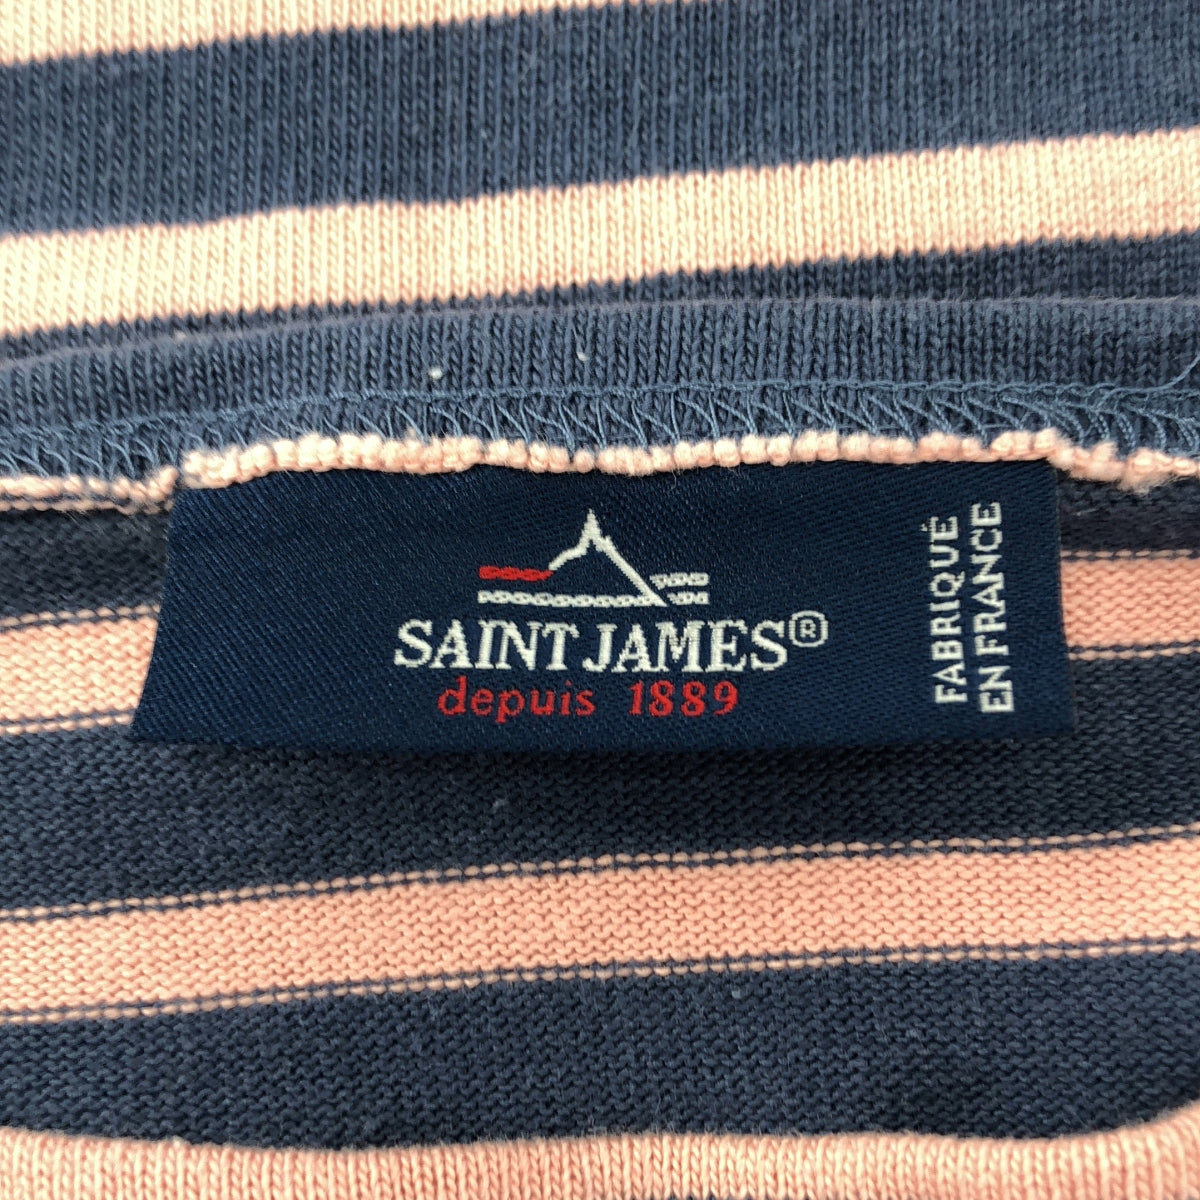 SAINT JAMES®
depuis 1889
FABRIQUÉ
EN FRANCE